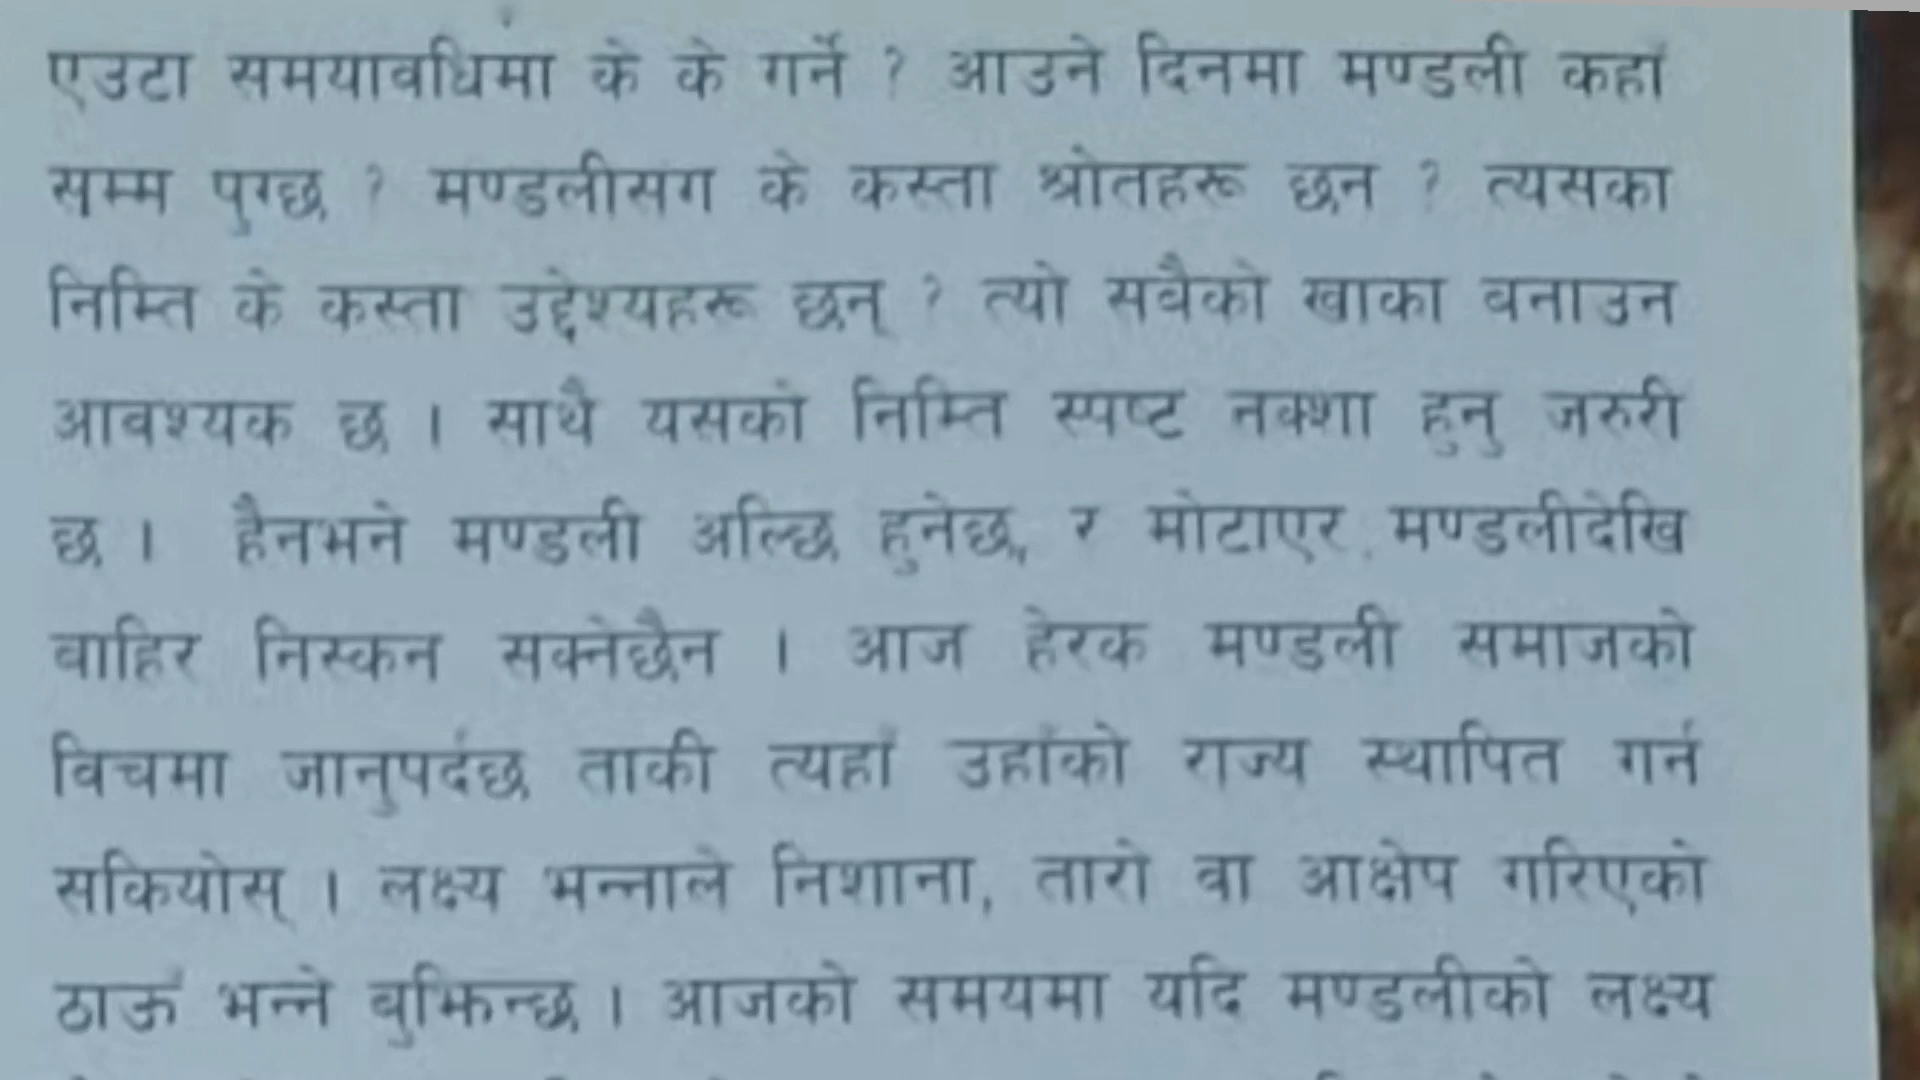 एउटा समयावधिमा के के गर्ने ? आउने दिनमा मण्डली कहाँ
सम्म पुग्छ ? मण्डलीसग के कस्ता श्रोतहरू छन ? त्यसका
निम्ति के कस्ता उद्देश्यहरू छन् ? त्यो सवैको खाका वनाउन
आवश्यक छ । साथै यसको निम्ति स्पष्ट नक्शा हुनु जरुरी
छ । हैनभने मण्डली अल्छि हुनेछ, र मोटाएर मण्डलीदेखि
वाहिर निस्कन सक्नेछैन । आज हेरक मण्डली समाजको
विचमा जानुपर्दछ ताकी त्यहाँ उहाँको राज्य स्थापित गर्न
सकियोस् । लक्ष्य भन्नाले निशाना, तारो वा आक्षेप गरिएको
ठाऊँ भन्ने वुझिन्छ । आजको समयमा यदि मण्डलीको लक्ष्य